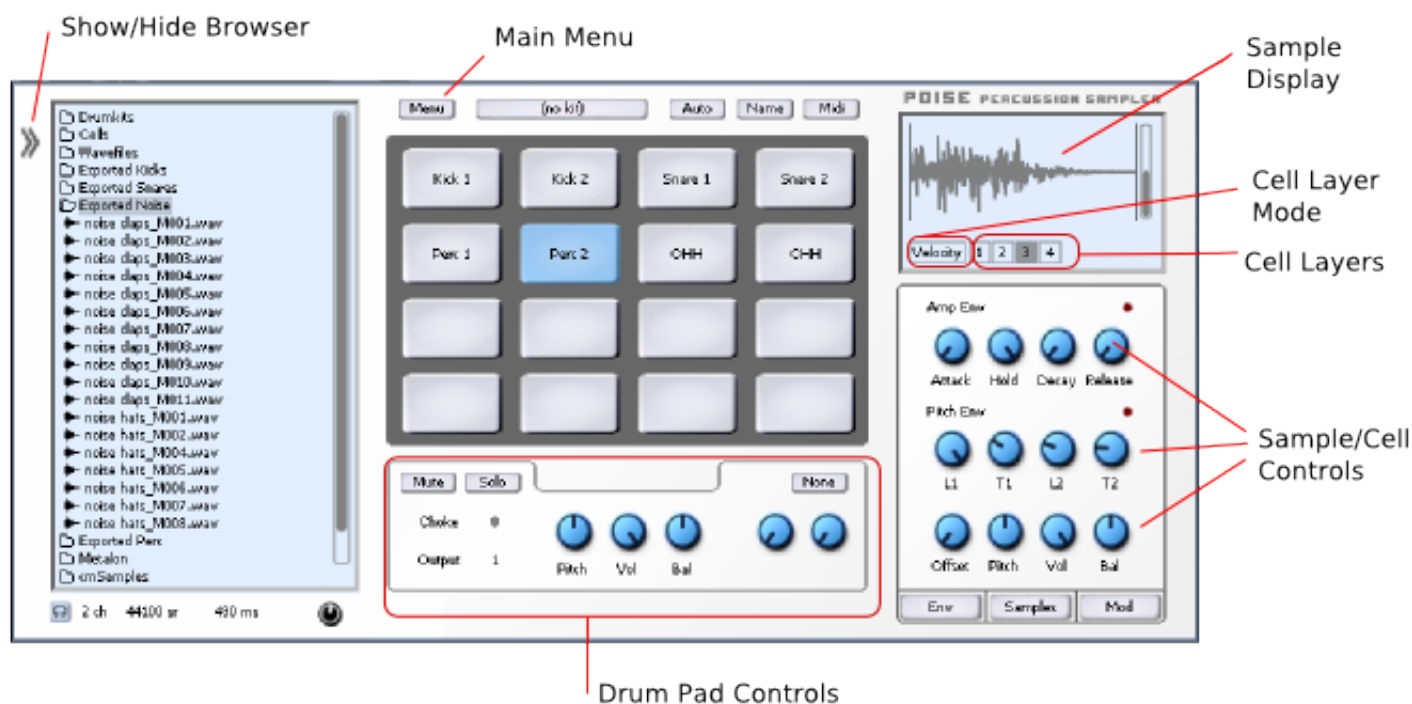 Show/Hide Browser
Main Menu
Sample
Display
Cell Layer
Mode
Cell Layers
Sample/Cell
Controls
Drum Pad Controls
Drumkits
Cells
Wavefiles
Exported Kicks
Exported Snares
Exported Noise
noise claps_M001.wav
noise claps_M002.wav
noise claps_M003.wav
noise claps_M004.wav
noise claps_M005.wav
noise claps_M006.wav
noise claps_M007.wav
noise claps_M008.wav
noise claps_M009.wav
noise claps_M010.wav
noise claps_M011.wav
noise hats_M001.wav
noise hats_M002.wav
noise hats_M004.wav
noise hats_M005.wav
noise hats_M006.wav
noise hats_M007.wav
noise hats_M008.wav
Exported Perc
Metalon
cmSamples
2 ch 44100 sr 490 ms
Menu (no kit) Auto Name Midi
Kick 1 Kick 2 Snare 1 Snare 2
Perc 1 Perc 2 OHH CHH
Mute Solo None
Choke 0
Output 1
Pitch Vol Bal
POISE PERCUSSION SAMPLER
Velocity 1 2 3 4
Amp Env
Attack Hold Decay Release
Pitch Env
L1 T1 L2 T2
Offset Pitch Vol Bal
Env Samples Mod